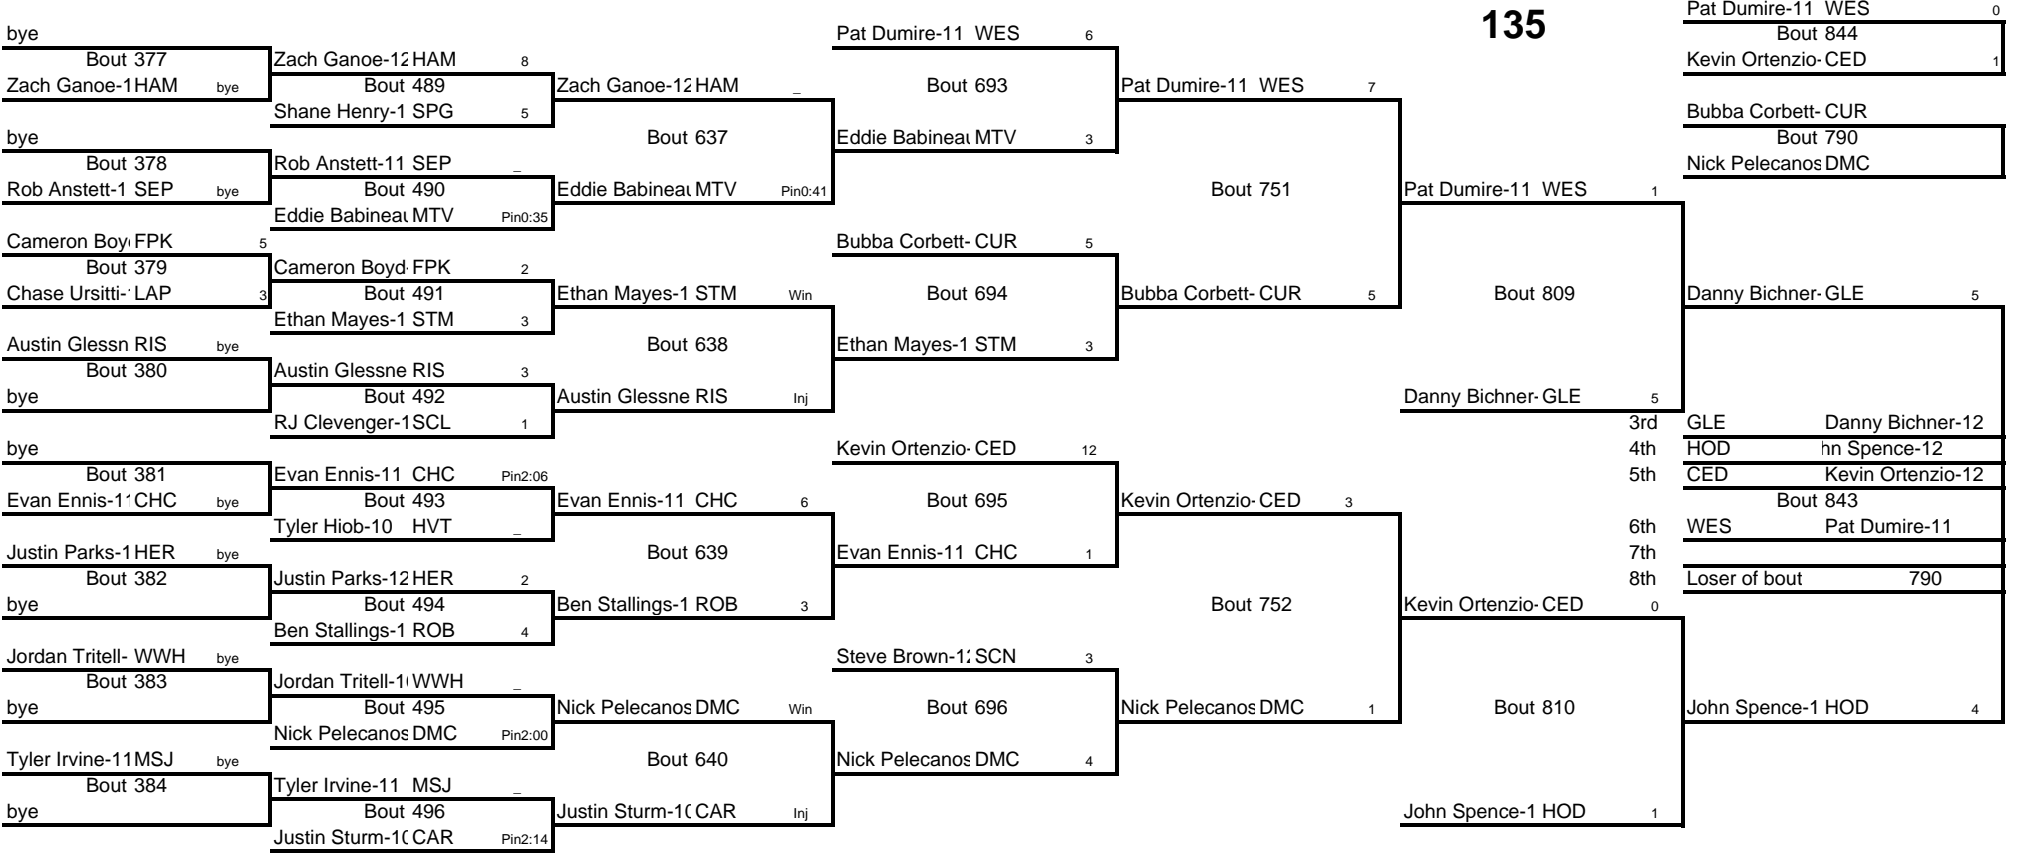 135
bye
Bout 377
Zach Ganoe-1 HAM bye
bye
Bout 378
Rob Anstett-1 SEP bye
Cameron Boy FPK 5
Bout 379
Chase Ursitti- LAP 3
Austin Glessn RIS bye
Bout 380
bye
bye
Bout 381
Evan Ennis-11 CHC bye
Justin Parks-1 HER bye
Bout 382
bye
Jordan Tritell- WWH bye
Bout 383
bye
Tyler Irvine-11 MSJ bye
Bout 384
bye
Zach Ganoe-12 HAM 8
Bout 489
Shane Henry-1 SPG 5
Rob Anstett-11 SEP _
Bout 490
Eddie Babineau MTV Pin0:35
Cameron Boyd- FPK 2
Bout 491
Ethan Mayes-1 STM 3
Austin Glessne RIS 3
Bout 492
RJ Clevenger-1 SCL 1
Evan Ennis-11 CHC Pin2:06
Bout 493
Tyler Hiob-10 HVT _
Justin Parks-12 HER 2
Bout 494
Ben Stallings-1 ROB 4
Jordan Tritell-1 WWH _
Bout 495
Nick Pelecanos DMC Pin2:00
Tyler Irvine-11 MSJ _
Bout 496
Justin Sturm-10 CAR Pin2:14
Zach Ganoe-12 HAM _
Bout 637
Eddie Babineau MTV Pin0:41
Ethan Mayes-1 STM Win
Bout 638
Austin Glessne RIS Inj
Evan Ennis-11 CHC 6
Bout 639
Ben Stallings-1 ROB 3
Nick Pelecanos DMC Win
Bout 640
Justin Sturm-10 CAR Inj
Pat Dumire-11 WES 6
Bout 693
Eddie Babineau MTV 3
Bubba Corbett- CUR 5
Bout 694
Ethan Mayes-1 STM 3
Kevin Ortenzio- CED 12
Bout 695
Evan Ennis-11 CHC 1
Steve Brown-12 SCN 3
Bout 696
Nick Pelecanos DMC 4
Pat Dumire-11 WES 7
Bout 751
Bubba Corbett- CUR 5
Kevin Ortenzio- CED 3
Bout 752
Nick Pelecanos DMC 1
Pat Dumire-11 WES 1
Bout 809
Danny Bichner- GLE 5
Kevin Ortenzio- CED 0
Bout 810
John Spence-1 HOD 1
Pat Dumire-11 WES 0
Bout 844
Kevin Ortenzio- CED 1
Bubba Corbett- CUR
Bout 790
Nick Pelecanos DMC
Danny Bichner- GLE 5
3rd GLE Danny Bichner-12
4th HOD hn Spence-12
5th CED Kevin Ortenzio-12
Bout 843
6th WES Pat Dumire-11
7th
8th Loser of bout 790
John Spence-1 HOD 4